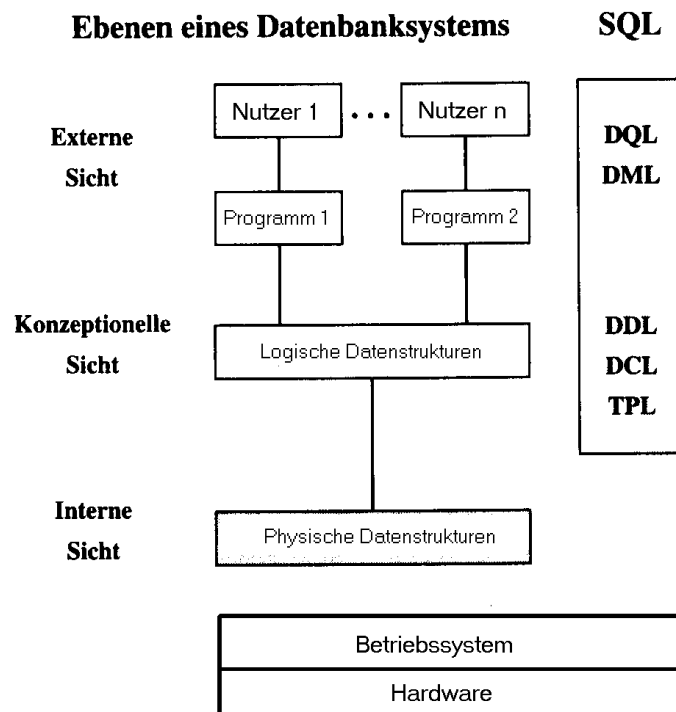 Ebenen eines Datenbanksystems SQL
Nutzer 1 ... Nutzer n
Externe
Sicht
DQL
DML
Programm 1 Programm 2
Konzeptionelle
Sicht
Logische Datenstrukturen
DDL
DCL
TPL
Interne
Sicht
Physische Datenstrukturen
Betriebssystem
Hardware